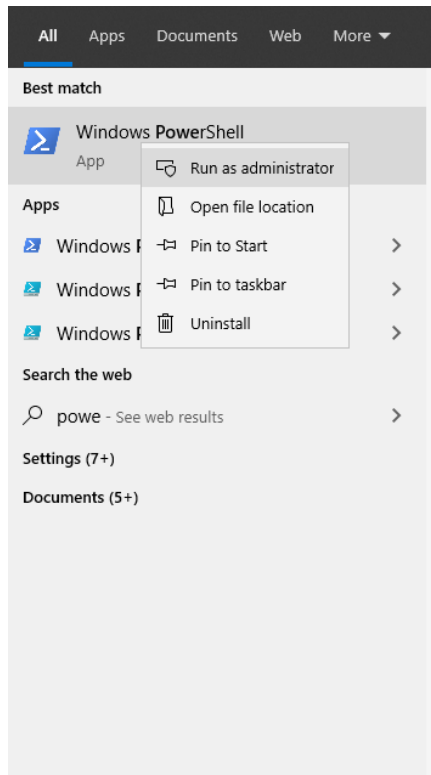 All Apps Documents Web More
Best match
Windows PowerShell
App
Run as administrator
Open file location
Apps
Windows
Pin to Start
Windows
Pin to taskbar
Windows
Uninstall
Search the web
powe - See web results
Settings (7+)
Documents (5+)